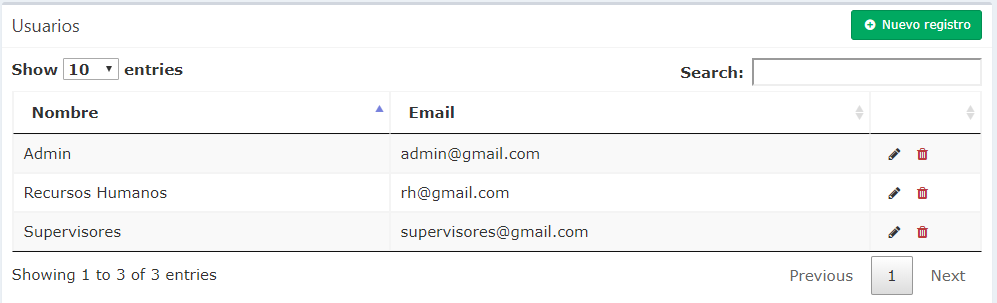 Usuarios
Nuevo registro
Show 10 entries
Search:
Nombre Email
Admin admin@gmail.com
Recursos Humanos rh@gmail.com
Supervisores supervisores@gmail.com
Showing 1 to 3 of 3 entries
Previous 1 Next